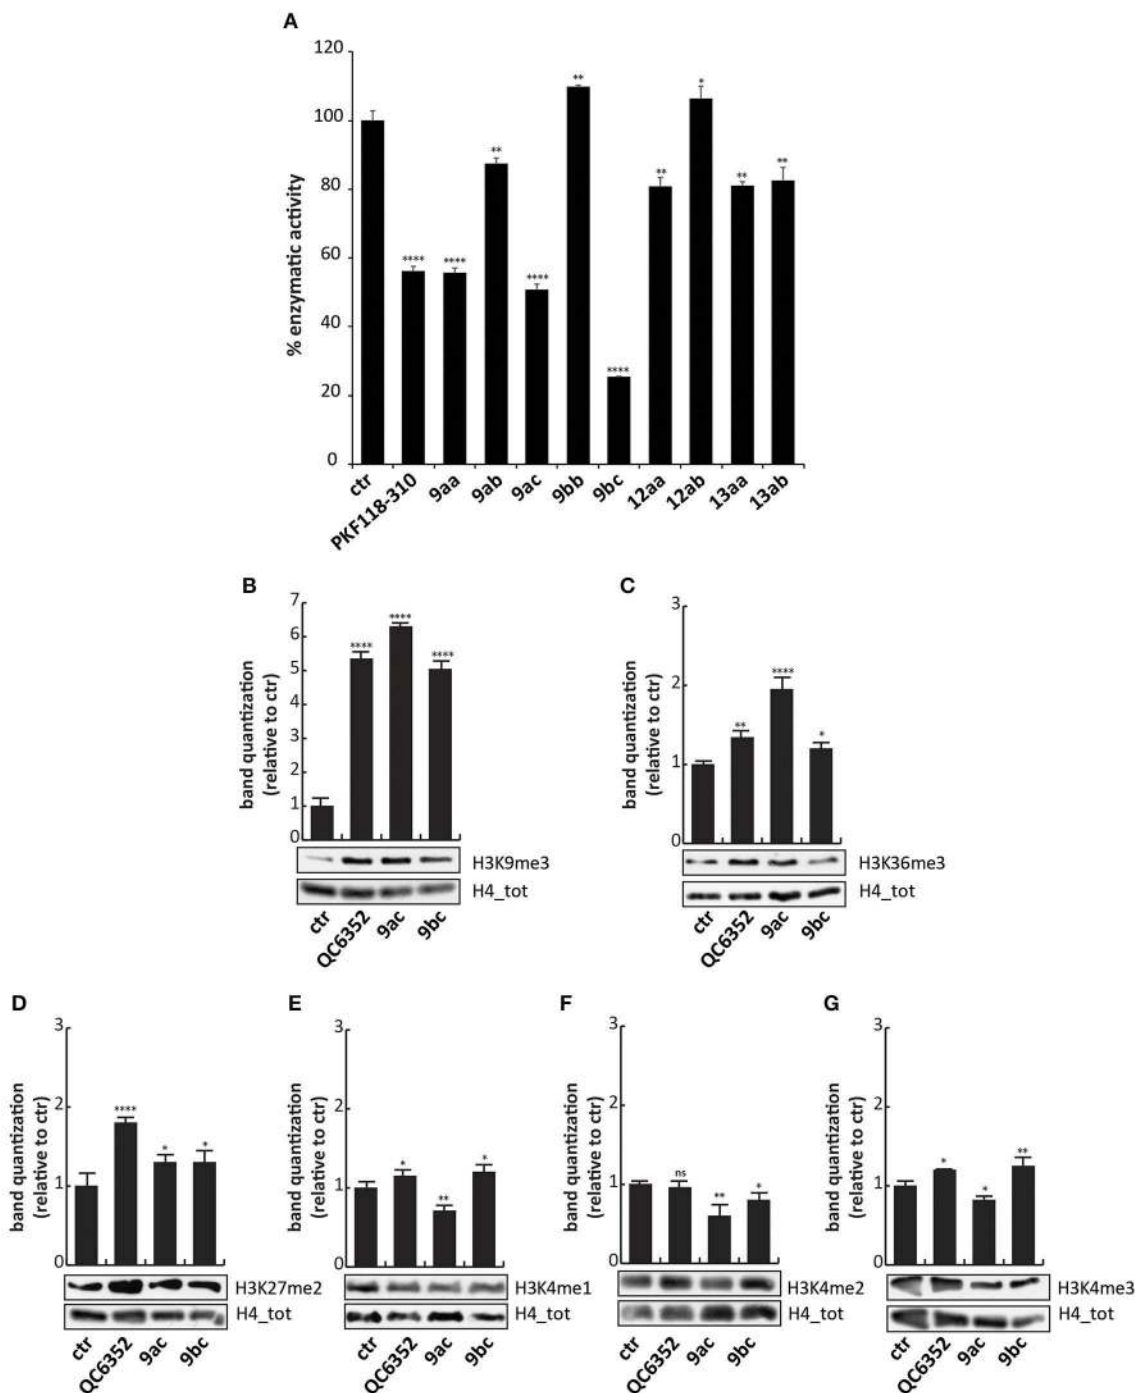 A
% enzymatic activity
120
100
80
60
40
20
0
**
*
**
**
**
**
****
****
****
****
ctr
PKF118-310
9aa
9ab
9ac
9bb
9bc
12aa
12ab
13aa
13ab
B
band quantization
(relative to ctr)
7
6
5
4
3
2
1
0
****
****
****
H3K9me3
H4_tot
ctr
QC6352
9ac
9bc
C
band quantization
(relative to ctr)
3
2
1
0
**
****
*
H3K36me3
H4_tot
ctr
QC6352
9ac
9bc
D
band quantization
(relative to ctr)
3
2
1
0
****
*
*
H3K27me2
H4_tot
ctr
QC6352
9ac
9bc
E
band quantization
(relative to ctr)
3
2
1
0
*
**
*
H3K4me1
H4_tot
ctr
QC6352
9ac
9bc
F
band quantization
(relative to ctr)
3
2
1
0
ns
**
*
H3K4me2
H4_tot
ctr
QC6352
9ac
9bc
G
band quantization
(relative to ctr)
3
2
1
0
*
*
**
H3K4me3
H4_tot
ctr
QC6352
9ac
9bc